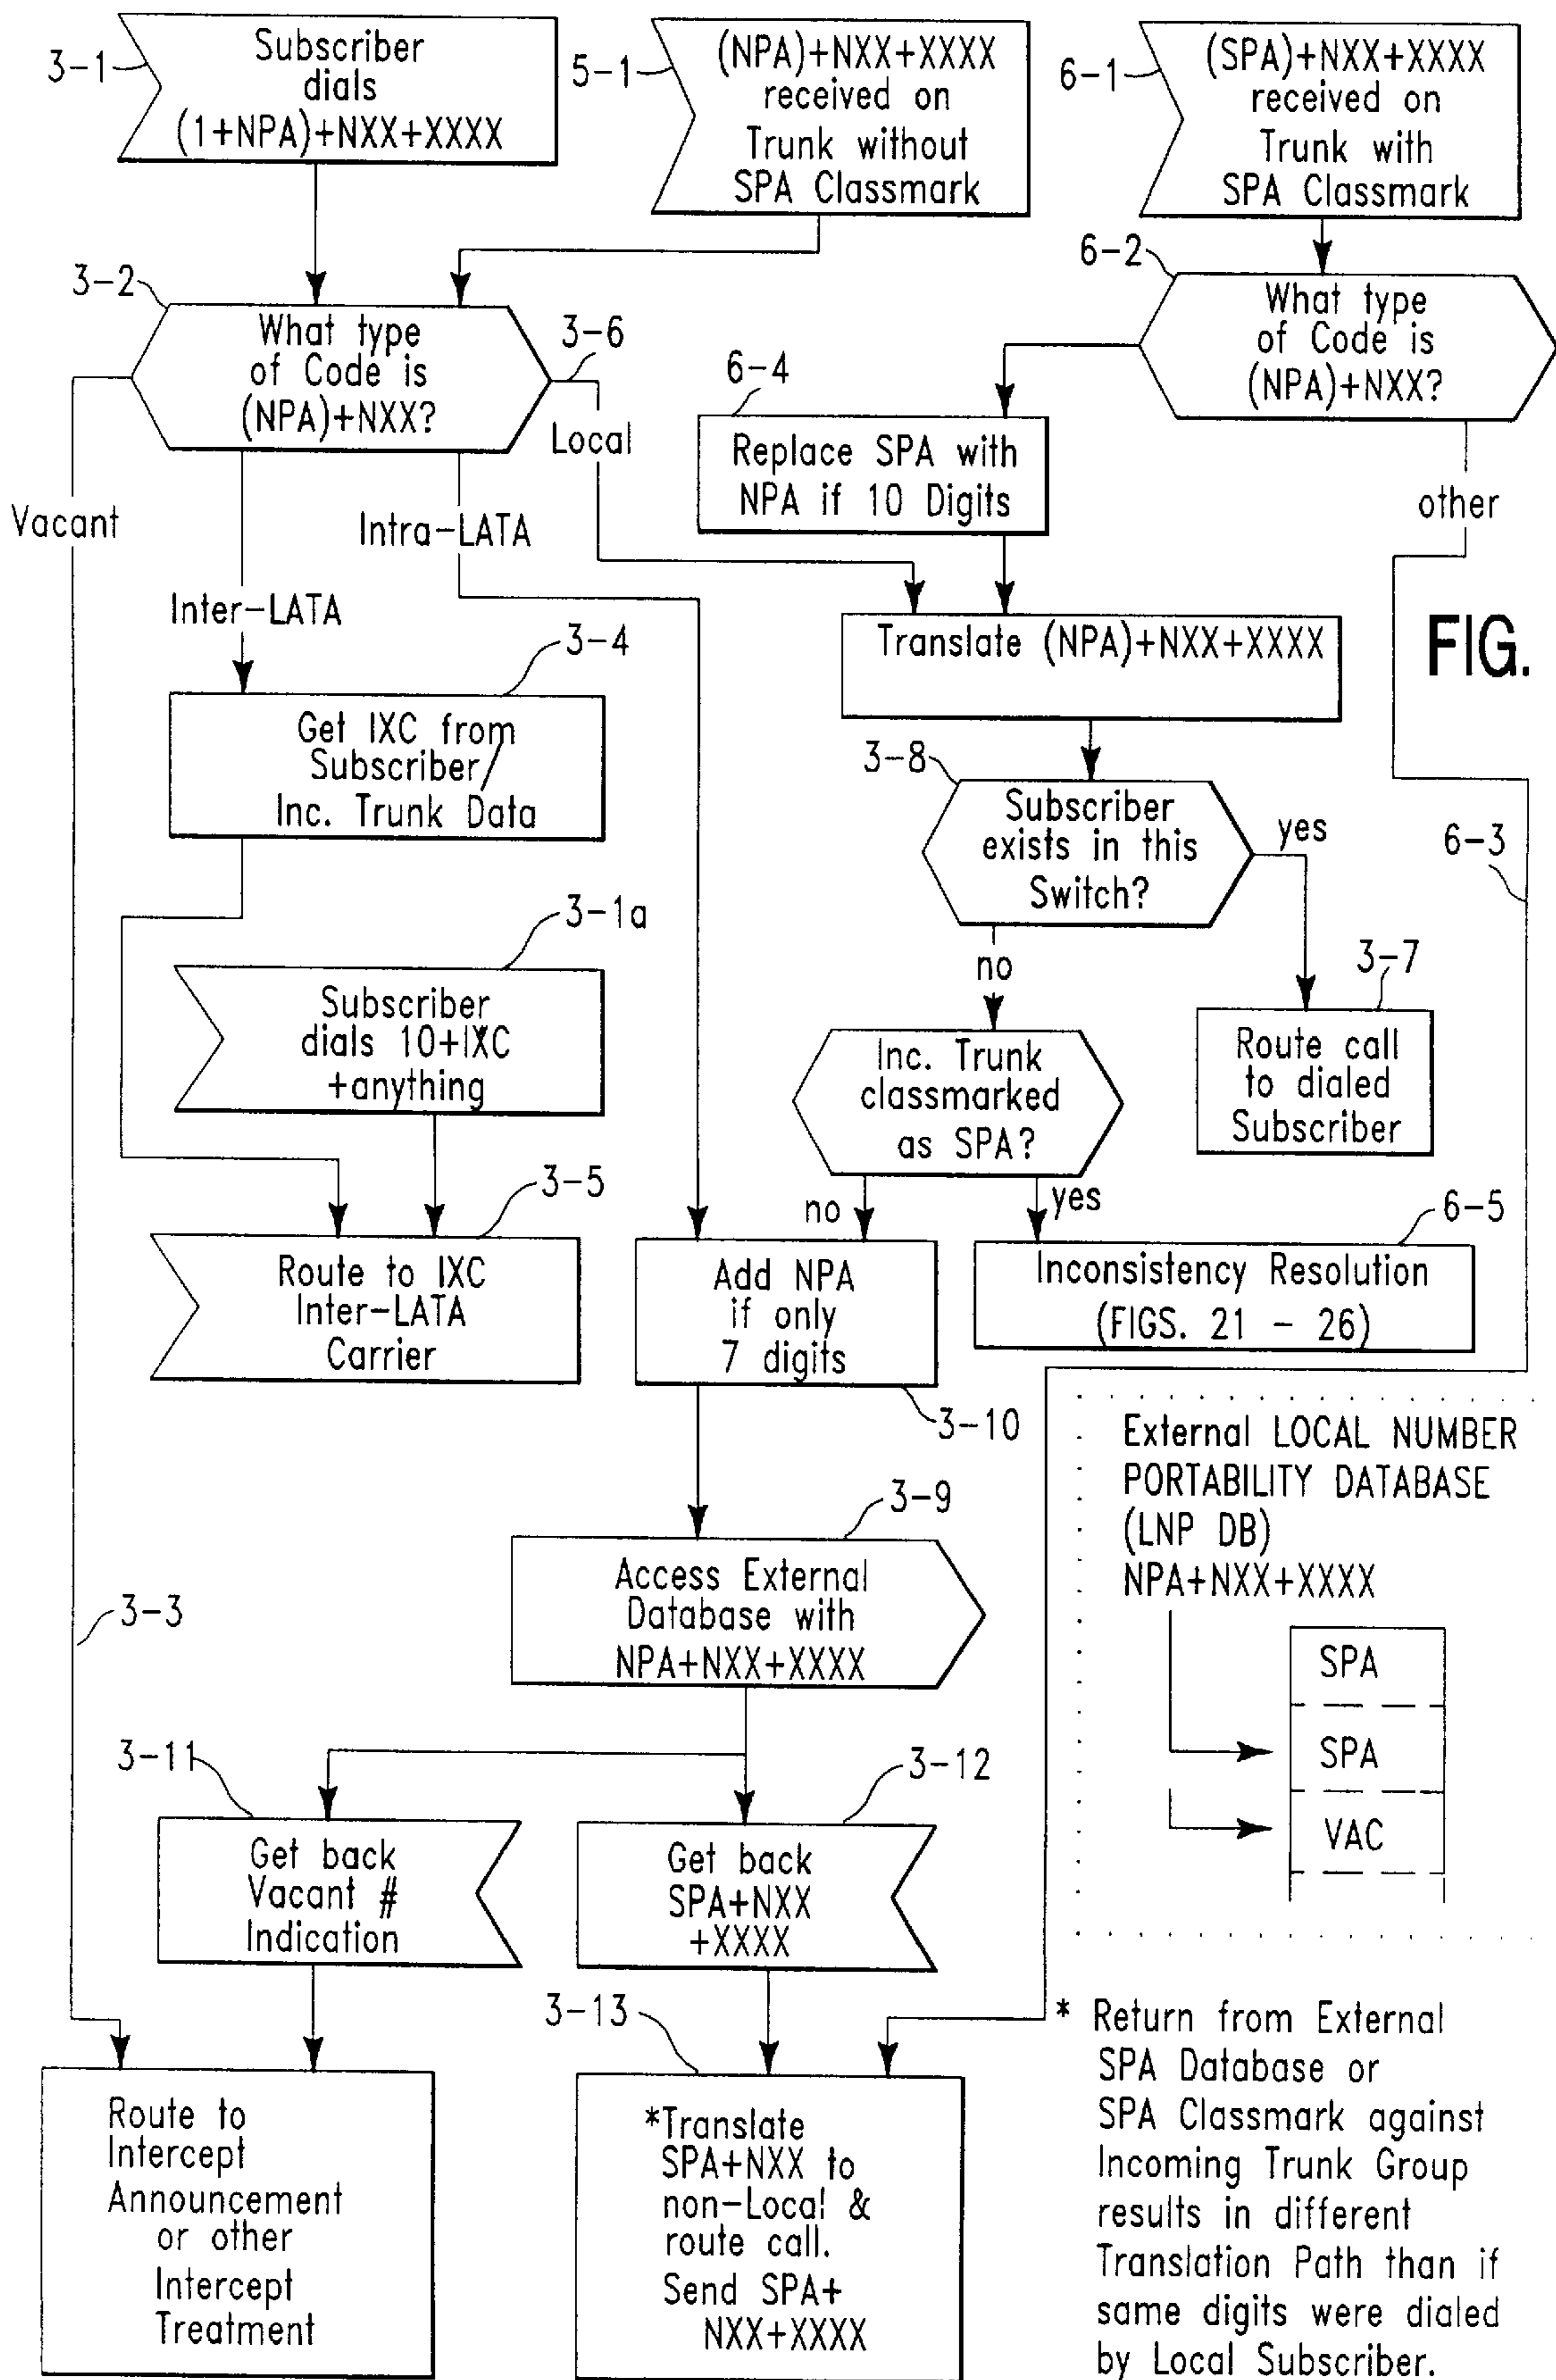 3-1
Subscriber
dials
(1+NPA)+NXX+XXXX
5-1
(NPA)+NXX+XXXX
received on
Trunk without
SPA Classmark
6-1
(SPA)+NXX+XXXX
received on
Trunk with
SPA Classmark
3-2
What type
of Code is
(NPA)+NXX?
3-6
Local
6-2
What type
of Code is
(NPA)+NXX?
6-4
Replace SPA with
NPA if 10 Digits
other
Vacant
Intra-LATA
Inter-LATA
FIG.
Translate (NPA)+NXX+XXXX
3-4
Get IXC from
Subscriber/
Inc. Trunk Data
3-8
Subscriber
exists in this
Switch?
yes
no
6-3
3-7
Route call
to dialed
Subscriber
3-1a
Subscriber
dials 10+IXC
+anything
Inc. Trunk
classmarked
as SPA?
no
yes
3-5
Route to IXC
Inter-LATA
Carrier
Add NPA
if only
7 digits
3-10
6-5
Inconsistency Resolution
(FIGS. 21 - 26)
External LOCAL NUMBER
PORTABILITY DATABASE
(LNP DB)
NPA+NXX+XXXX
SPA
SPA
VAC
3-9
Access External
Database with
NPA+NXX+XXXX
3-3
3-11
Get back
Vacant #
Indication
3-12
Get back
SPA+NXX
+XXXX
Route to
Intercept
Announcement
or other
Intercept
Treatment
3-13
*Translate
SPA+NXX to
non-Local &
route call.
Send SPA+
NXX+XXXX
* Return from External
SPA Database or
SPA Classmark against
Incoming Trunk Group
results in different
Translation Path than if
same digits were dialed
by Local Subscriber.